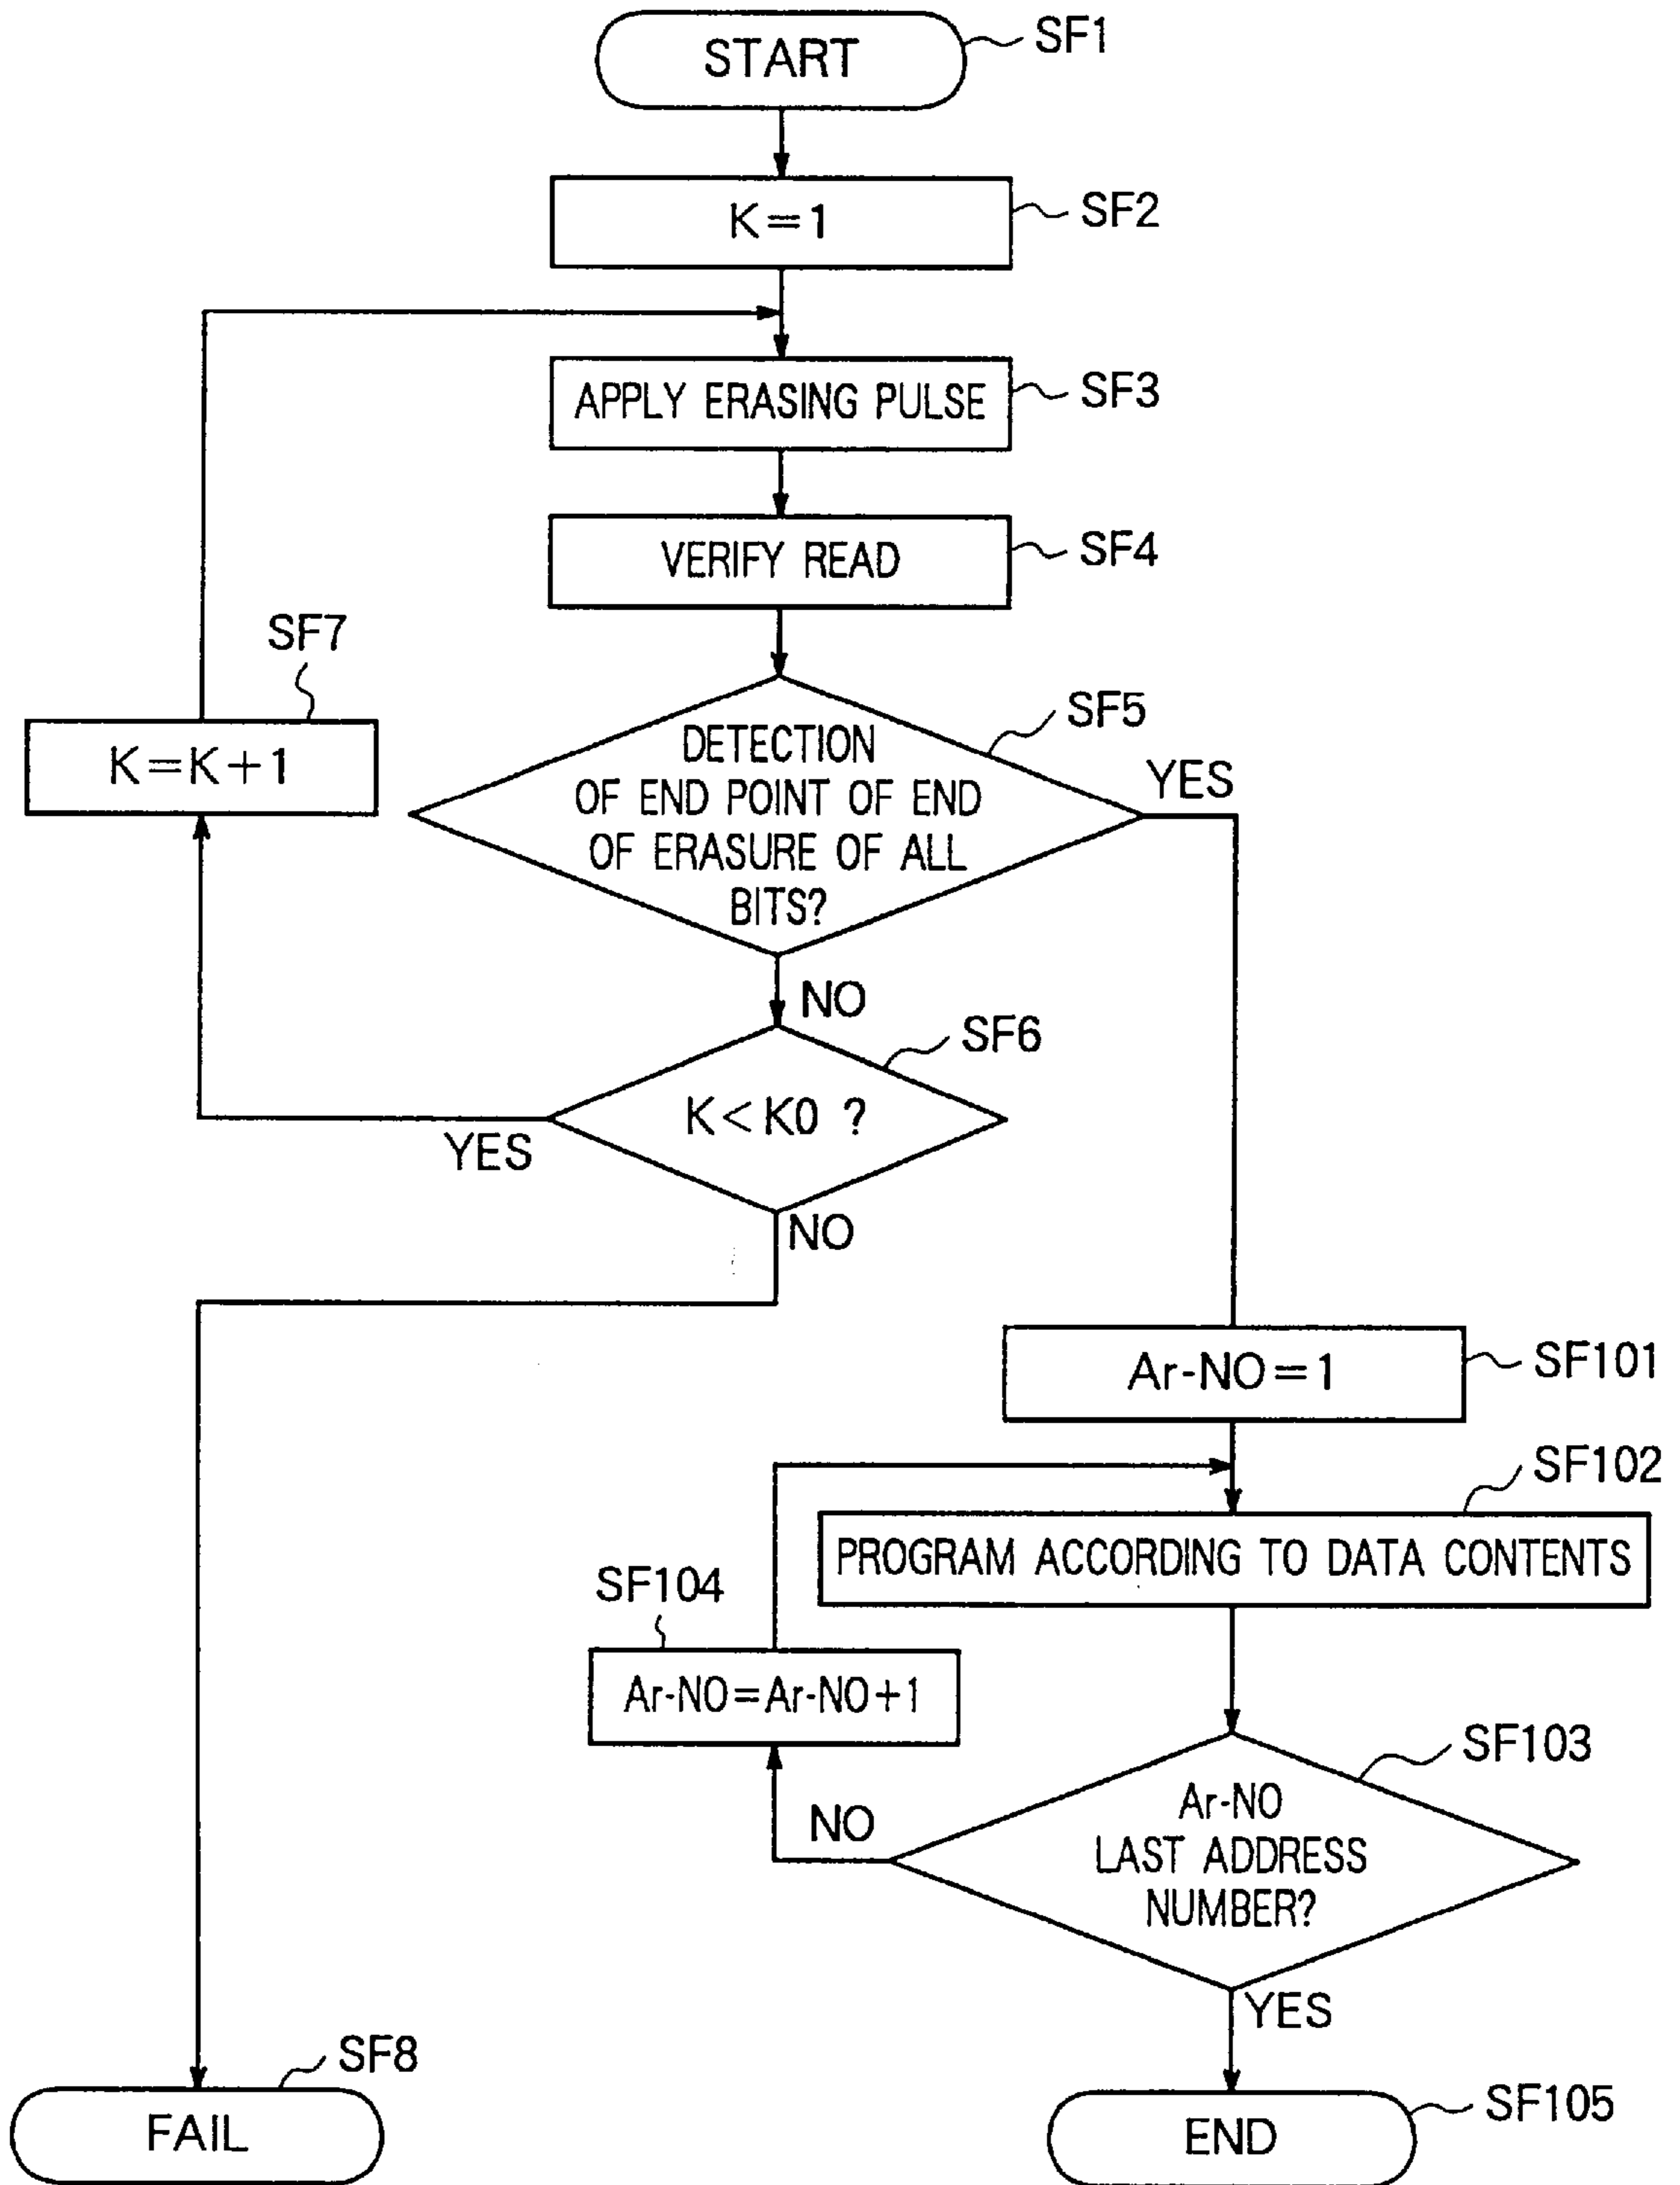 START
SF1
K=1
SF2
APPLY ERASING PULSE
SF3
VERIFY READ
SF4
SF7
K=K+1
SF5
DETECTION
OF END POINT OF END
OF ERASURE OF ALL
BITS?
YES
NO
SF6
K<K0 ?
YES
NO
Ar-NO=1
SF101
SF102
PROGRAM ACCORDING TO DATA CONTENTS
SF104
Ar-NO=Ar-NO+1
SF103
Ar-NO
LAST ADDRESS
NUMBER?
NO
YES
SF8
FAIL
END
SF105